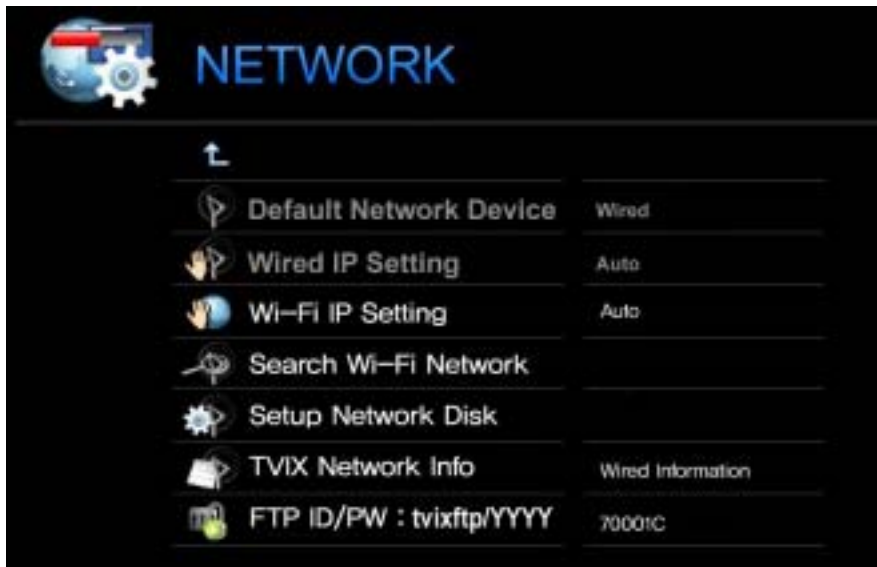 NETWORK
Default Network Device Wired
Wired IP Setting Auto
Wi-Fi IP Setting Auto
Search Wi-Fi Network
Setup Network Disk
TVIX Network Info Wired Information
FTP ID/PW : tvixftp/YYYY 70001C